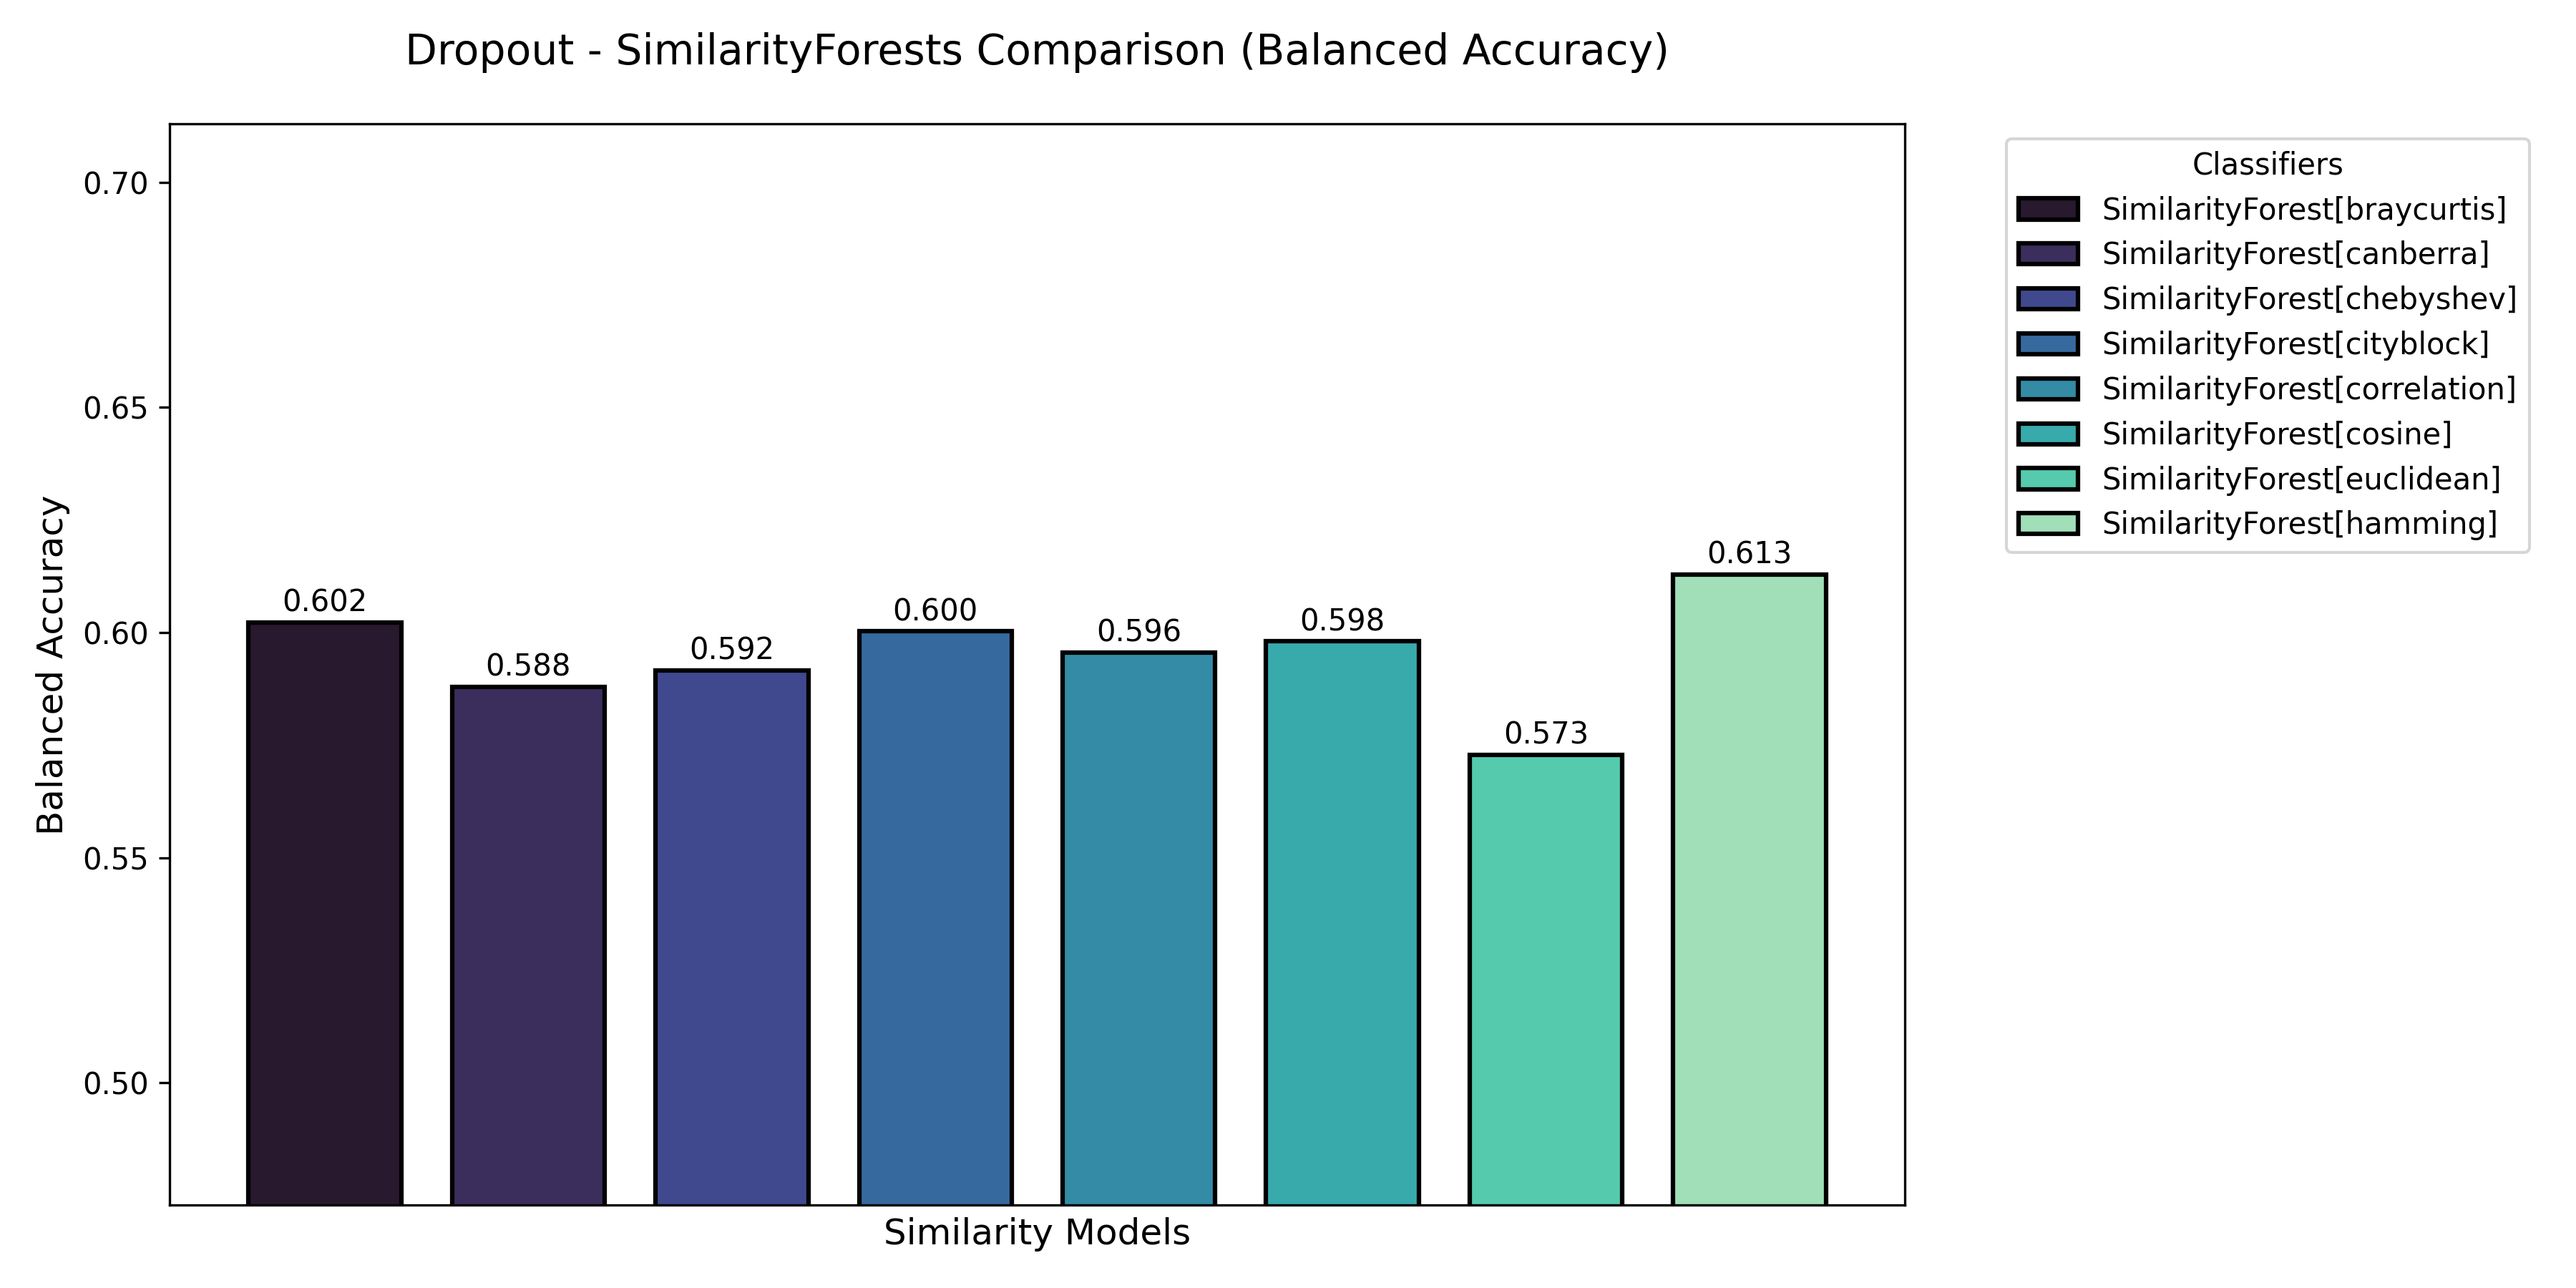 Dropout - SimilarityForests Comparison (Balanced Accuracy)
Balanced Accuracy
0.70
0.65
0.60
0.55
0.50
0.602
0.588
0.592
0.600
0.596
0.598
0.573
0.613
Similarity Models
Classifiers
SimilarityForest[braycurtis]
SimilarityForest[canberra]
SimilarityForest[chebyshev]
SimilarityForest[cityblock]
SimilarityForest[correlation]
SimilarityForest[cosine]
SimilarityForest[euclidean]
SimilarityForest[hamming]